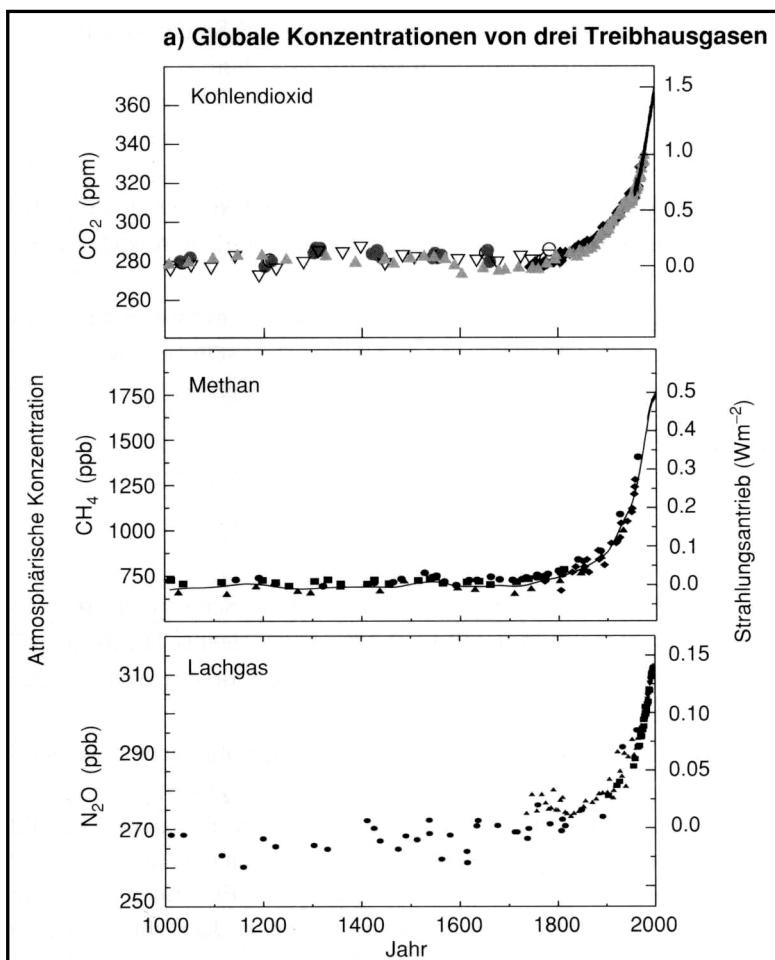 a) Globale Konzentrationen von drei Treibhausgasen
Atmosphärische Konzentration
Kohlendioxid
CO₂ (ppm)
360
340
320
300
280
260
1.5
1.0
0.5
0.0
Methan
CH₄ (ppb)
1750
1500
1250
1000
750
0.5
0.4
0.3
0.2
0.1
0.0
Strahlungsantrieb (Wm⁻²)
Lachgas
N₂O (ppb)
310
290
270
250
0.15
0.10
0.05
0.0
1000 1200 1400 1600 1800 2000
Jahr